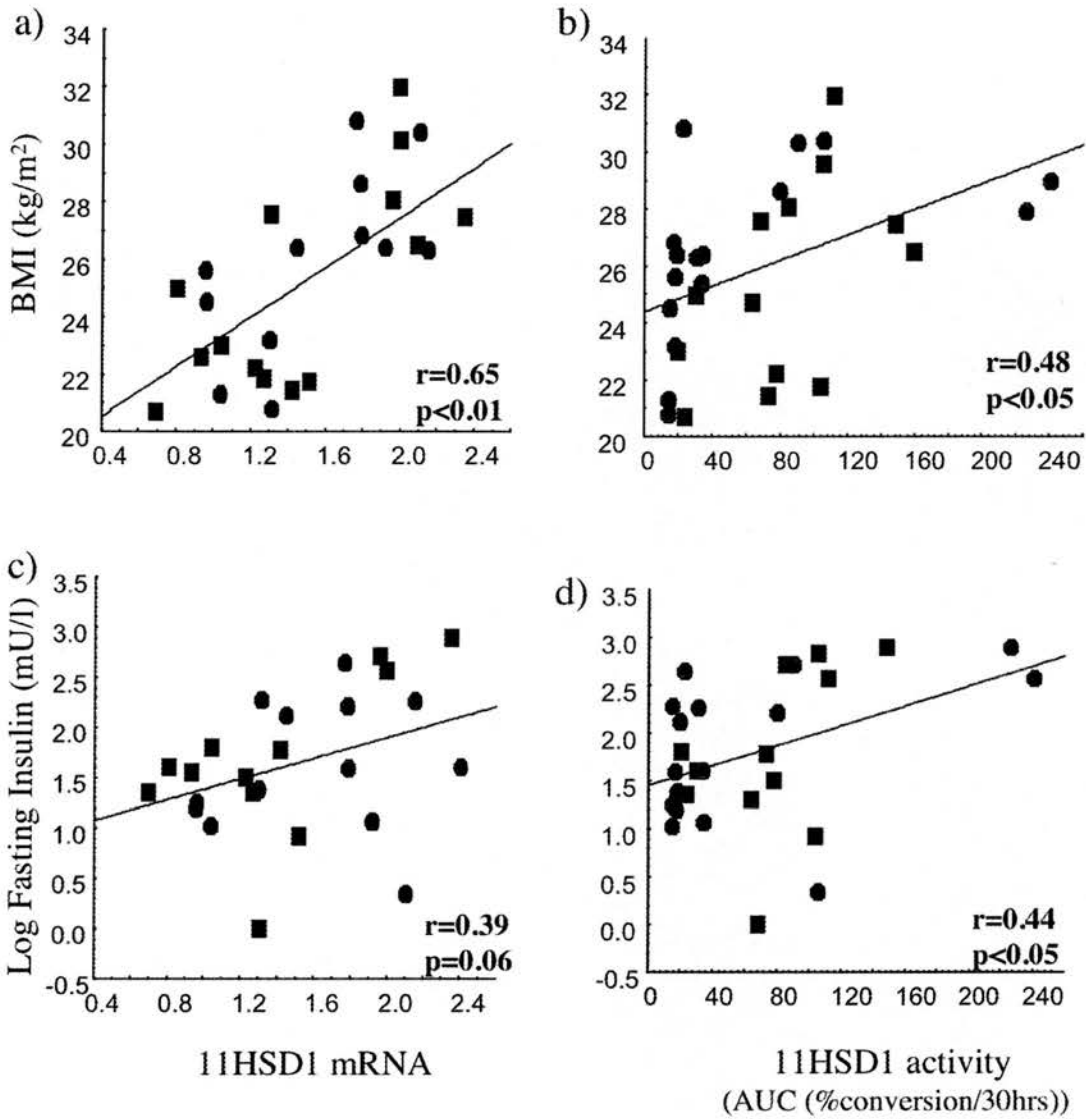 a)
34
32
30
28
26
24
22
20
BMI (kg/m²)
0.4 0.8 1.2 1.6 2.0 2.4
r=0.65
p<0.01
b)
34
32
30
28
26
24
22
20
0 40 80 120 160 200 240
r=0.48
p<0.05
c)
3.5
3.0
2.5
2.0
1.5
1.0
0.5
0.0
-0.5
Log Fasting Insulin (mU/l)
0.4 0.8 1.2 1.6 2.0 2.4
r=0.39
p=0.06
11HSD1 mRNA
d)
3.5
3.0
2.5
2.0
1.5
1.0
0.5
0.0
-0.5
0 40 80 120 160 200 240
r=0.44
p<0.05
11HSD1 activity
(AUC (%conversion/30hrs))